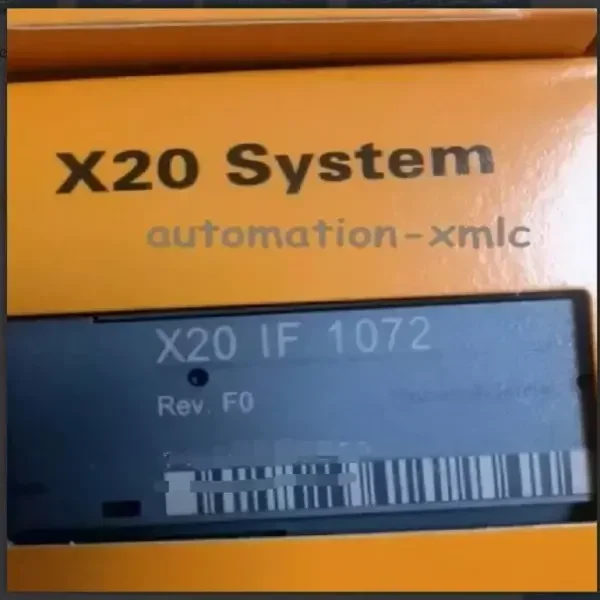 X20 System
automation-xmlc
X20 IF 1072
Rev. F0